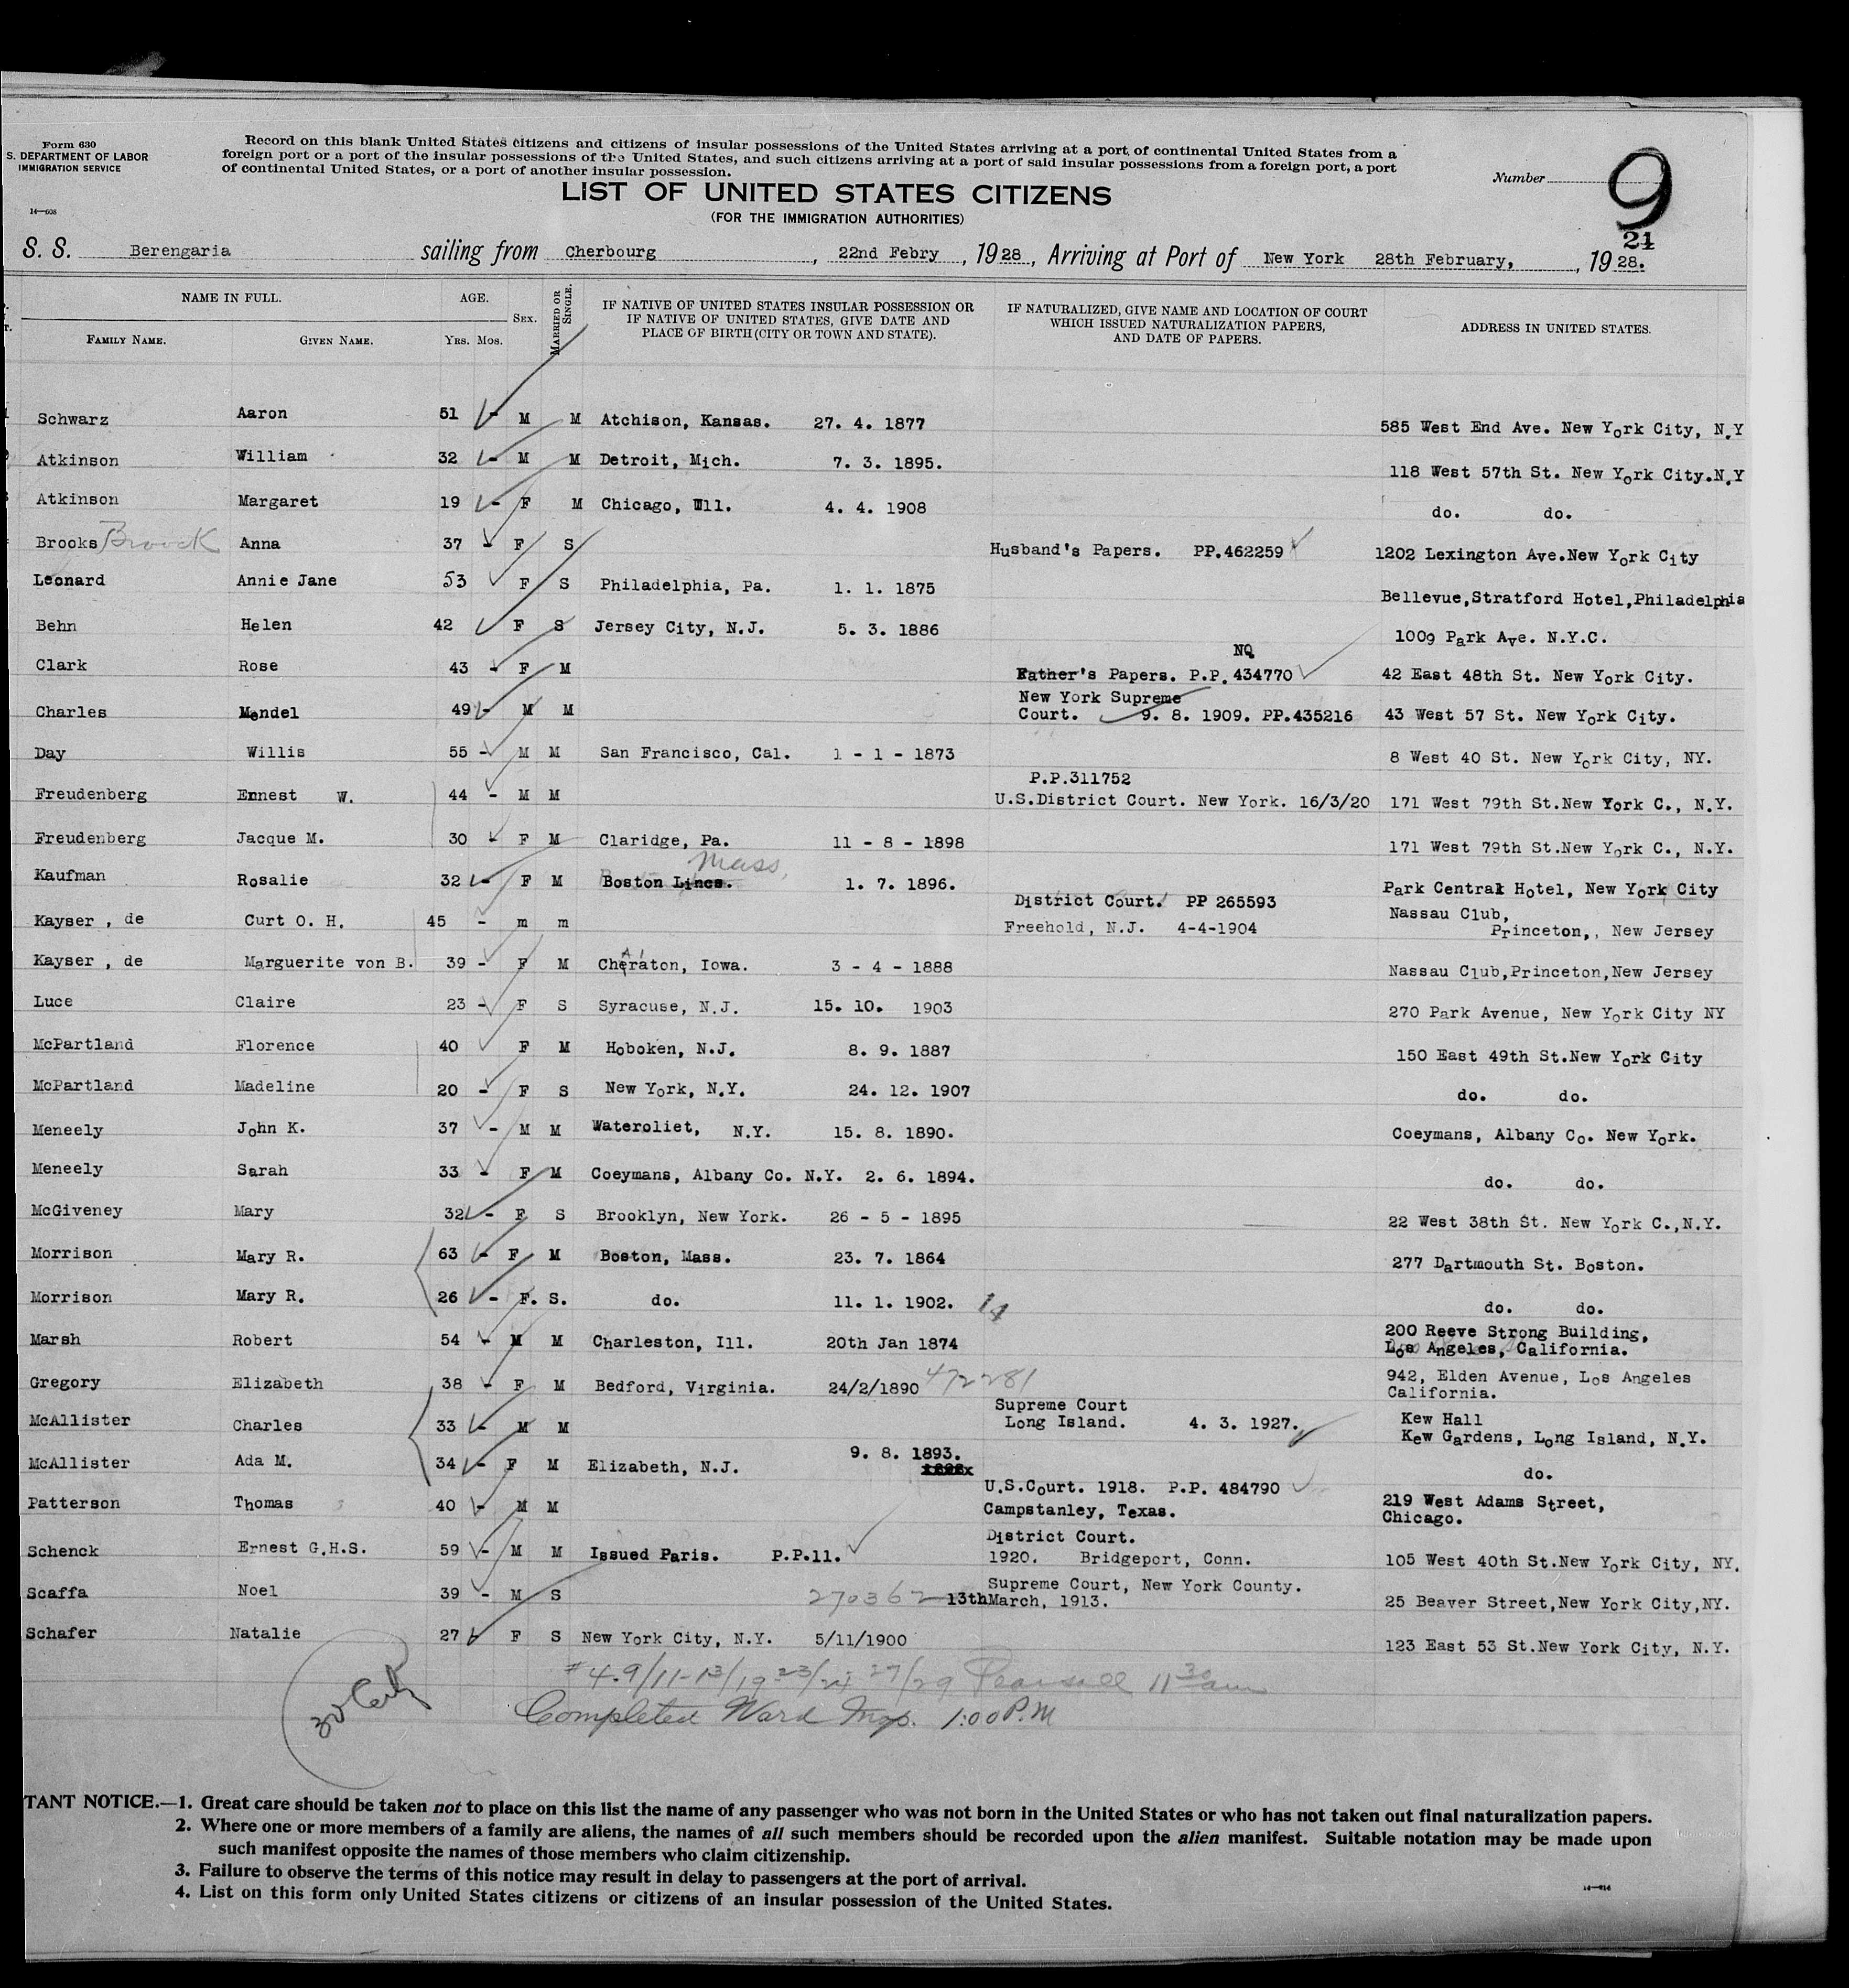 Form 630
S. DEPARTMENT OF LABOR
IMMIGRATION SERVICE
14—608
Record on this blank United States citizens and citizens of insular possessions of the United States arriving at a port of continental United States from a
foreign port or a port of the insular possessions of the United States, and such citizens arriving at a port of said insular possessions from a foreign port, a port
of continental United States, or a port of another insular possession.
LIST OF UNITED STATES CITIZENS
(FOR THE IMMIGRATION AUTHORITIES)
Number 9
21
S. S. Berengaria sailing from Cherbourg, 22nd Febry, 1928, Arriving at Port of New York 28th February, , 1928.
NAME IN FULL. AGE. SEX. MARRIED OR SINGLE. IF NATIVE OF UNITED STATES INSULAR POSSESSION OR IF NATIVE OF UNITED STATES, GIVE DATE AND PLACE OF BIRTH (CITY OR TOWN AND STATE). IF NATURALIZED, GIVE NAME AND LOCATION OF COURT WHICH ISSUED NATURALIZATION PAPERS, AND DATE OF PAPERS. ADDRESS IN UNITED STATES.
FAMILY NAME. GIVEN NAME. YRS. MOS.
Schwarz Aaron 51 - M M Atchison, Kansas. 27. 4. 1877 585 West End Ave. New York City, N.Y
Atkinson William 32 - M M Detroit, Mich. 7. 3. 1895. 118 West 57th St. New York City.N.Y
Atkinson Margaret 19 - F M Chicago, Ill. 4. 4. 1908 do. do.
Brooks Broock Anna 37 - F S Husband's Papers. PP.462259 1202 Lexington Ave.New York City
Leonard Annie Jane 53 F S Philadelphia, Pa. 1. 1. 1875 Bellevue,Stratford Hotel,Philadelphia
Behn Helen 42 F S Jersey City, N.J. 5. 3. 1886 1009 Park Ave. N.Y.C.
NQ
Clark Rose 43 - F M Father's Papers. P.P. 434770 42 East 48th St. New York City.
New York Supreme
Charles Mendel 49 - M M Court. 9. 8. 1909. PP.435216 43 West 57 St. New York City.
Day Willis 55 - M M San Francisco, Cal. 1 - 1 - 1873 8 West 40 St. New York City, NY.
P.P.311752
Freudenberg Ernest W. 44 - M M U.S.District Court. New York. 16/3/20 171 West 79th St.New York C., N.Y.
Freudenberg Jacque M. 30 - F M Claridge, Pa. 11 - 8 - 1898 171 West 79th St.New York C., N.Y.
Mass,
Kaufman Rosalie 32 - F M Boston Lincs. 1. 7. 1896. Park Central Hotel, New York City
District Court. PP 265593 Nassau Club,
Kayser , de Curt O. H. 45 - m m Freehold, N.J. 4-4-1904 Princeton,, New Jersey
Kayser , de Marguerite von B. 39 - F M Cheraton, Iowa. 3 - 4 - 1888 Nassau Club,Princeton,New Jersey
Luce Claire 23 - F S Syracuse, N.J. 15. 10. 1903 270 Park Avenue, New York City NY
McPartland Florence 40 F M Hoboken, N.J. 8. 9. 1887 150 East 49th St.New York City
McPartland Madeline 20 - F S New York, N.Y. 24. 12. 1907 do. do.
Meneely John K. 37 - M M Wateroliet, N.Y. 15. 8. 1890. Coeymans, Albany Co. New York.
Meneely Sarah 33 - F M Coeymans, Albany Co. N.Y. 2. 6. 1894. do. do.
McGiveney Mary 32 - F S Brooklyn, New York. 26 - 5 - 1895 22 West 38th St. New York C.,N.Y.
Morrison Mary R. 63 - F M Boston, Mass. 23. 7. 1864 277 Dartmouth St. Boston.
Morrison Mary R. 26 - F. S. do. 11. 1. 1902. do. do.
Marsh Robert 54 - M M Charleston, Ill. 20th Jan 1874 200 Reeve Strong Building,
Los Angeles, California.
Gregory Elizabeth 38 - F M Bedford, Virginia. 24/2/1890 472281 942, Elden Avenue, Los Angeles
California.
Supreme Court
McAllister Charles 33 - M M Long Island. 4. 3. 1927. Kew Hall
Kew Gardens, Long Island, N.Y.
McAllister Ada M. 34 - F M Elizabeth, N.J. 9. 8. 1893. do.
U.S.Court. 1918. P.P. 484790
Patterson Thomas 40 - M M Campstanley, Texas. 219 West Adams Street,
Chicago.
District Court.
Schenck Ernest G.H.S. 59 - M M Issued Paris. P.P.11. 1920. Bridgeport, Conn. 105 West 40th St.New York City, NY.
Supreme Court, New York County.
Scaffa Noel 39 - M S 270362 13th March, 1913. 25 Beaver Street,New York City,NY.
Schafer Natalie 27 F S New York City, N.Y. 5/11/1900 123 East 53 St.New York City, N.Y.
#4-9/11-13/19 23/24 27/29 Pearsall 11 30 am
Completed Ward Insp. 1:00 P.M
TANT NOTICE.—1. Great care should be taken not to place on this list the name of any passenger who was not born in the United States or who has not taken out final naturalization papers.
2. Where one or more members of a family are aliens, the names of all such members should be recorded upon the alien manifest. Suitable notation may be made upon
such manifest opposite the names of those members who claim citizenship.
3. Failure to observe the terms of this notice may result in delay to passengers at the port of arrival.
4. List on this form only United States citizens or citizens of an insular possession of the United States.